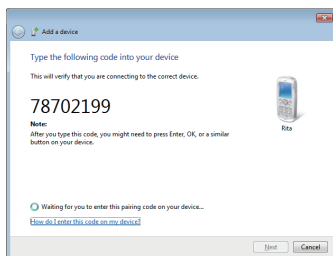 Add a device
Type the following code into your device
This will verify that you are connecting to the correct device.
78702199
Note:
After you type this code, you might need to press Enter, OK, or a similar
button on your device.
Rita
Waiting for you to enter this pairing code on your device...
How do I enter this code on my device?
Next
Cancel